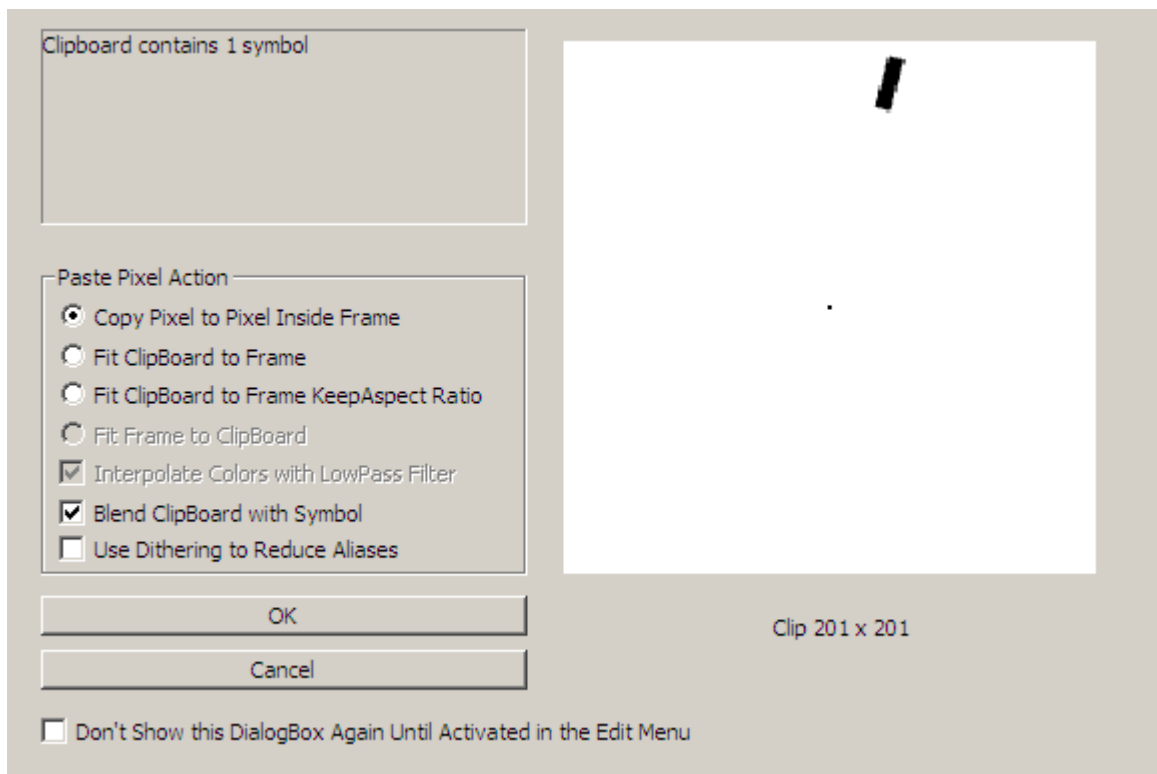 Clipboard contains 1 symbol
Paste Pixel Action
Copy Pixel to Pixel Inside Frame
Fit ClipBoard to Frame
Fit ClipBoard to Frame KeepAspect Ratio
Fit Frame to ClipBoard
Interpolate Colors with LowPass Filter
Blend ClipBoard with Symbol
Use Dithering to Reduce Aliases
OK
Cancel
Clip 201 x 201
Don't Show this DialogBox Again Until Activated in the Edit Menu